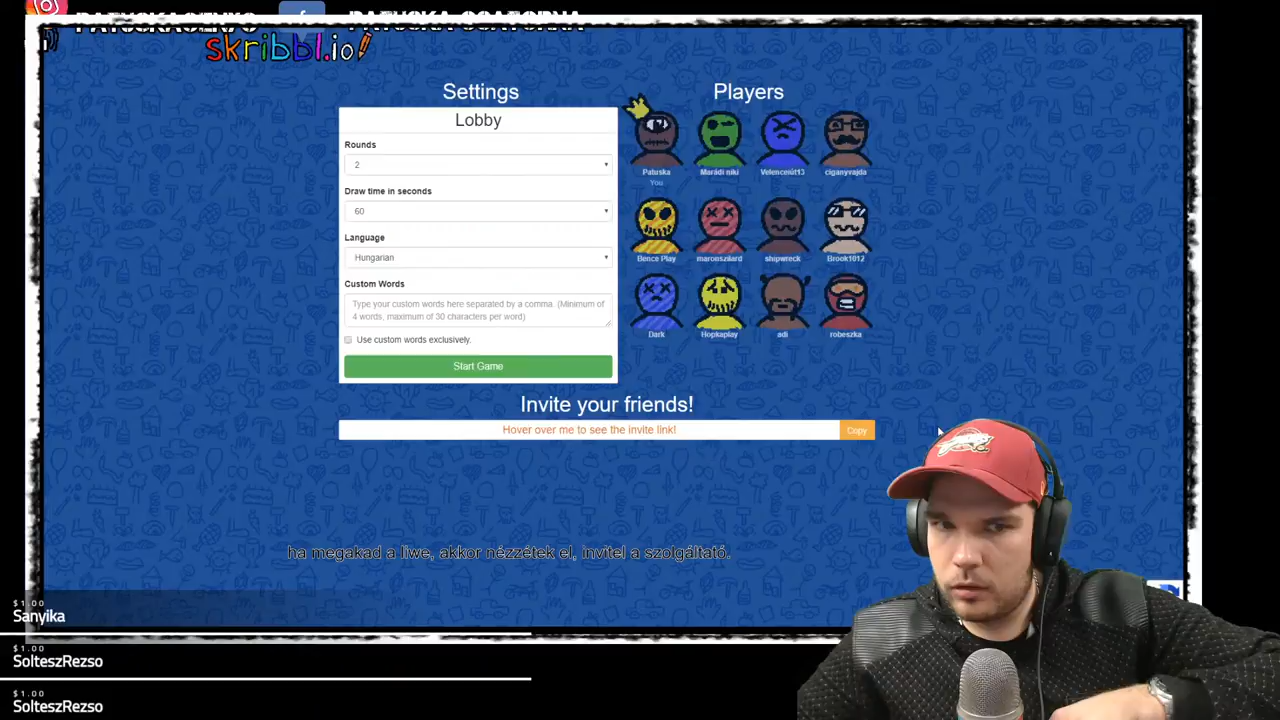 skribbl.io
Settings
Players
Lobby
Rounds
2
Draw time in seconds
60
Language
Hungarian
Custom Words
Type your custom words here separated by a comma. (Minimum of
4 words, maximum of 30 characters per word)
Use custom words exclusively.
Start Game
Patuska
You
Marádi niki
Velenceiút13
ciganyvajda
Bence Play
maronszilard
shipwreck
Brook1012
Dark
Hopkaplay
adi
robeszka
Invite your friends!
Hover over me to see the invite link!
Copy
ha megakad a liwe, akkor nézzétek el, invitel a szolgáltató.
$1.00
Sanyika
$1.00
SolteszRezso
$1.00
SolteszRezso